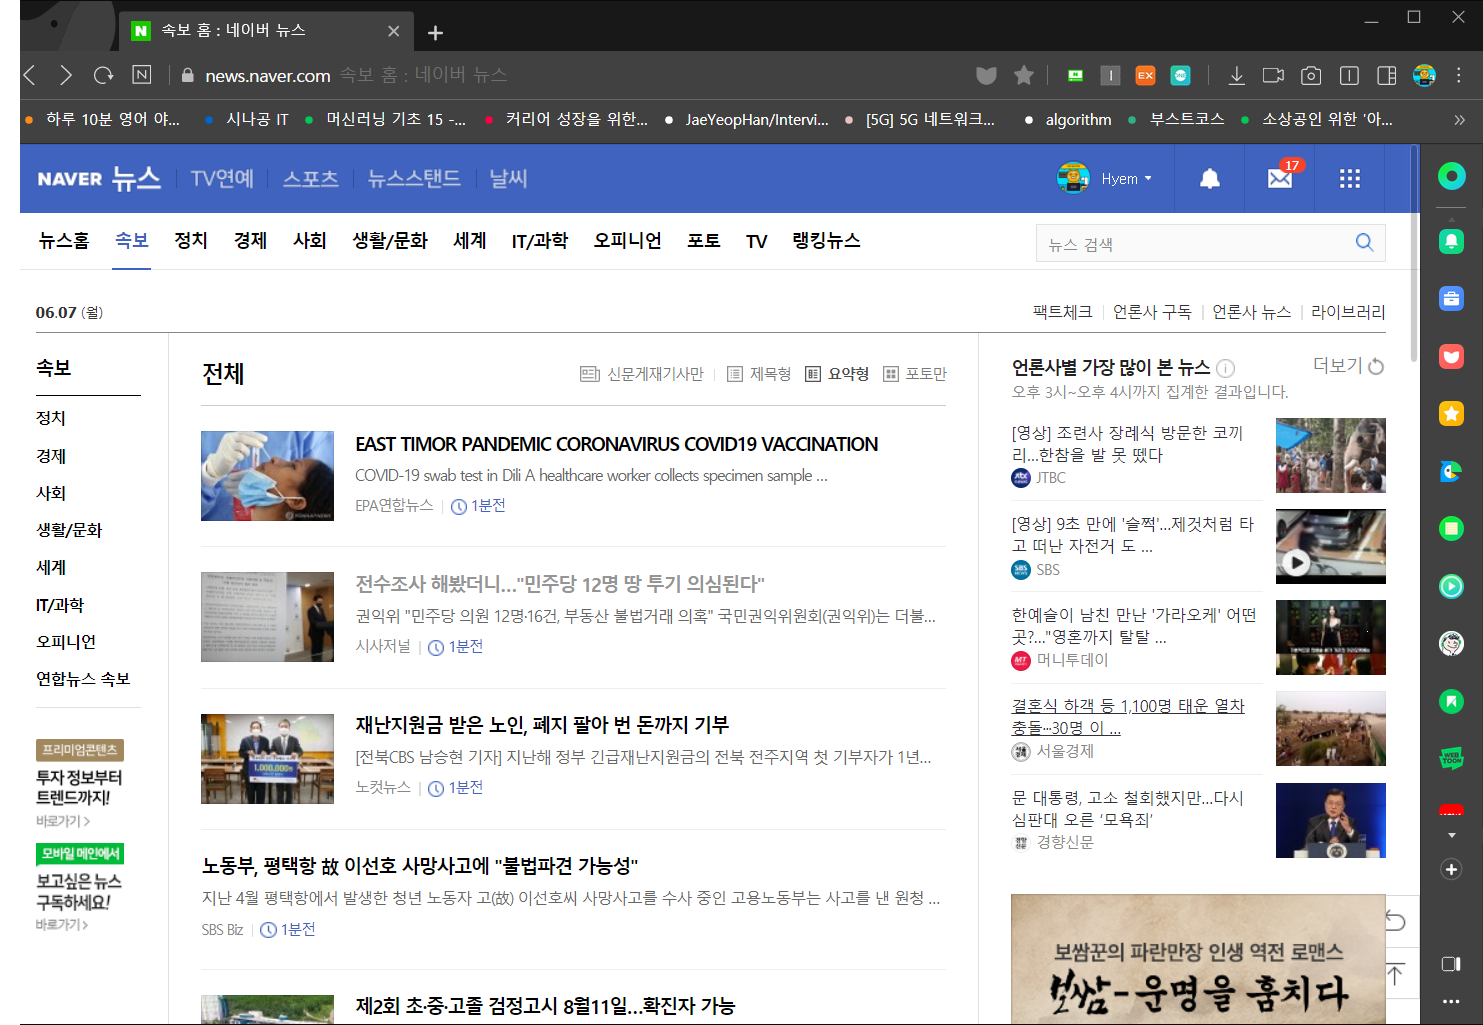 속보 홈 : 네이버 뉴스
news.naver.com 속보 홈 : 네이버 뉴스
하루 10분 영어 야...
시나공 IT
머신러닝 기초 15 -...
커리어 성장을 위한...
JaeYeopHan/Intervi...
[5G] 5G 네트워크...
algorithm
부스트코스
소상공인 위한 '아...
NAVER 뉴스
TV연예
스포츠
뉴스스탠드
날씨
Hyem
17
뉴스홈 속보 정치 경제 사회 생활/문화 세계 IT/과학 오피니언 포토 TV 랭킹뉴스
뉴스 검색
06.07 (월)
팩트체크 언론사 구독 언론사 뉴스 라이브러리
속보
정치
경제
사회
생활/문화
세계
IT/과학
오피니언
연합뉴스 속보
프리미엄콘텐츠
투자 정보부터
트렌드까지!
바로가기 >
모바일 메인에서
보고싶은 뉴스
구독하세요!
바로가기 >
전체
신문게재기사만 제목형 요약형 포토만
EAST TIMOR PANDEMIC CORONAVIRUS COVID19 VACCINATION
COVID-19 swab test in Dili A healthcare worker collects specimen sample ...
EPA연합뉴스 1분전
전수조사 해봤더니…"민주당 12명 땅 투기 의심된다"
권익위 "민주당 의원 12명·16건, 부동산 불법거래 의혹" 국민권익위원회(권익위)는 더불...
시사저널 1분전
재난지원금 받은 노인, 폐지 팔아 번 돈까지 기부
[전북CBS 남승현 기자] 지난해 정부 긴급재난지원금의 전북 전주지역 첫 기부자가 1년...
노컷뉴스 1분전
1,000,000원
노동부, 평택항 故 이선호 사망사고에 "불법파견 가능성"
지난 4월 평택항에서 발생한 청년 노동자 고(故) 이선호씨 사망사고를 수사 중인 고용노동부는 사고를 낸 원청 ...
SBS Biz 1분전
제2회 초·중·고졸 검정고시 8월11일…확진자 가능
언론사별 가장 많이 본 뉴스
더보기
오후 3시~오후 4시까지 집계한 결과입니다.
[영상] 조련사 장례식 방문한 코끼
리…한참을 발 못 뗐다
JTBC
[영상] 9초 만에 '슬쩍'…제것처럼 타
고 떠난 자전거 도 ...
SBS
한예슬이 남친 만난 '가라오케' 어떤
곳?…"영혼까지 탈탈 ...
머니투데이
결혼식 하객 등 1,100명 태운 열차
충돌···30명 이 ...
서울경제
문 대통령, 고소 철회했지만…다시
심판대 오른 ‘모욕죄’
경향신문
보쌈꾼의 파란만장 인생 역전 로맨스
보쌈-운명을 훔치다
WEB
TOON